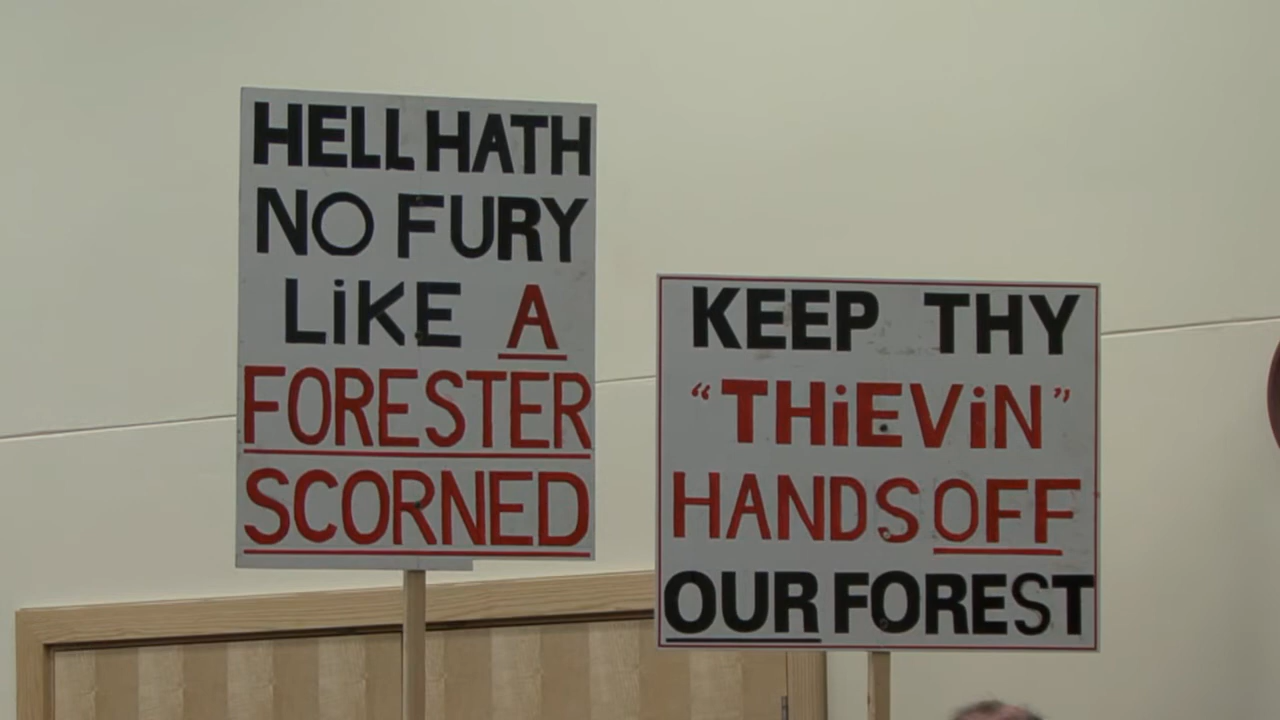 HELL HATH
NO FURY
LiKE A
FORESTER
SCORNED
KEEP THY
"THiEViN"
HANDS OFF
OUR FOREST